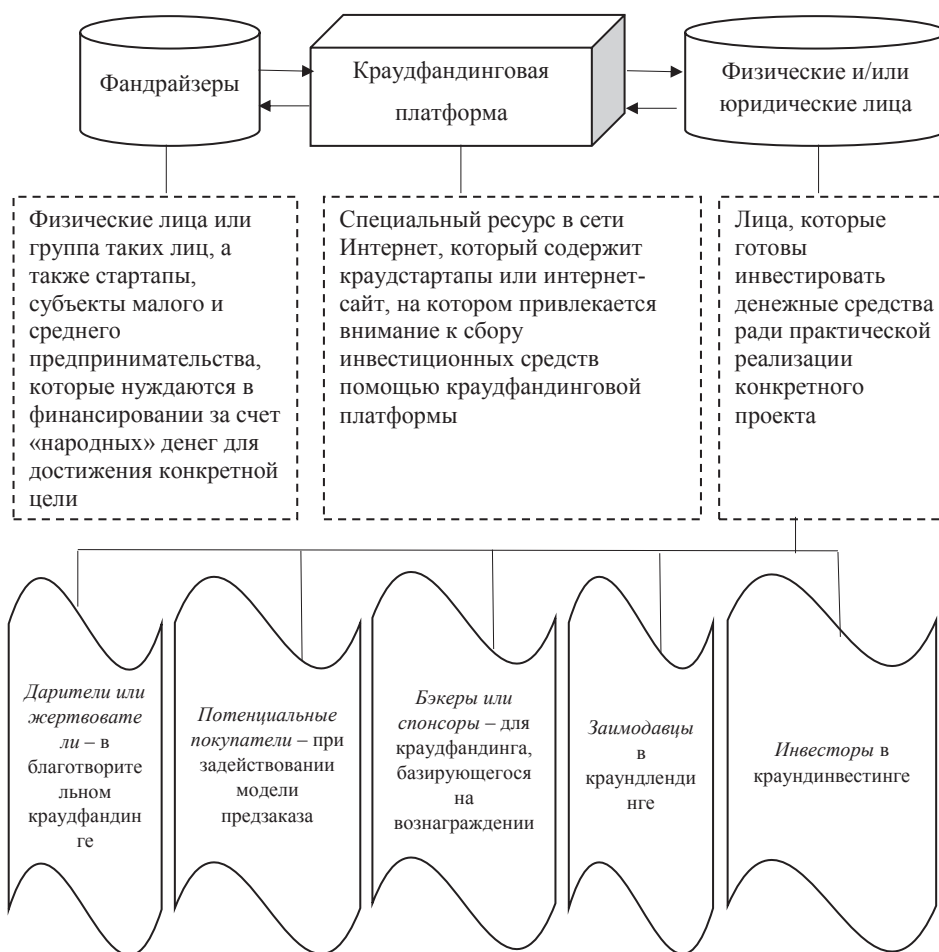 Фандрайзеры
Краудфандинговая
платформа
Физические и/или
юридические лица
Физические лица или
группа таких лиц, а
также стартапы,
субъекты малого и
среднего
предпринимательства,
которые нуждаются в
финансировании за счет
«народных» денег для
достижения конкретной
цели
Специальный ресурс в сети
Интернет, который содержит
краудстартапы или интернет-
сайт, на котором привлекается
внимание к сбору
инвестиционных средств
помощью краудфандинговой
платформы
Лица, которые
готовы
инвестировать
денежные средства
ради практической
реализации
конкретного
проекта
Дарители или
жертвовате
ли – в
благотворите
льном
краудфандин
ге
Потенциальные
покупатели – при
задействовании
модели
предзаказа
Бэкеры или
спонсоры – для
краудфандинга,
базирующегося
на
вознаграждении
Заимодавцы
в
краундленди
нге
Инвесторы в
краундинвестинге